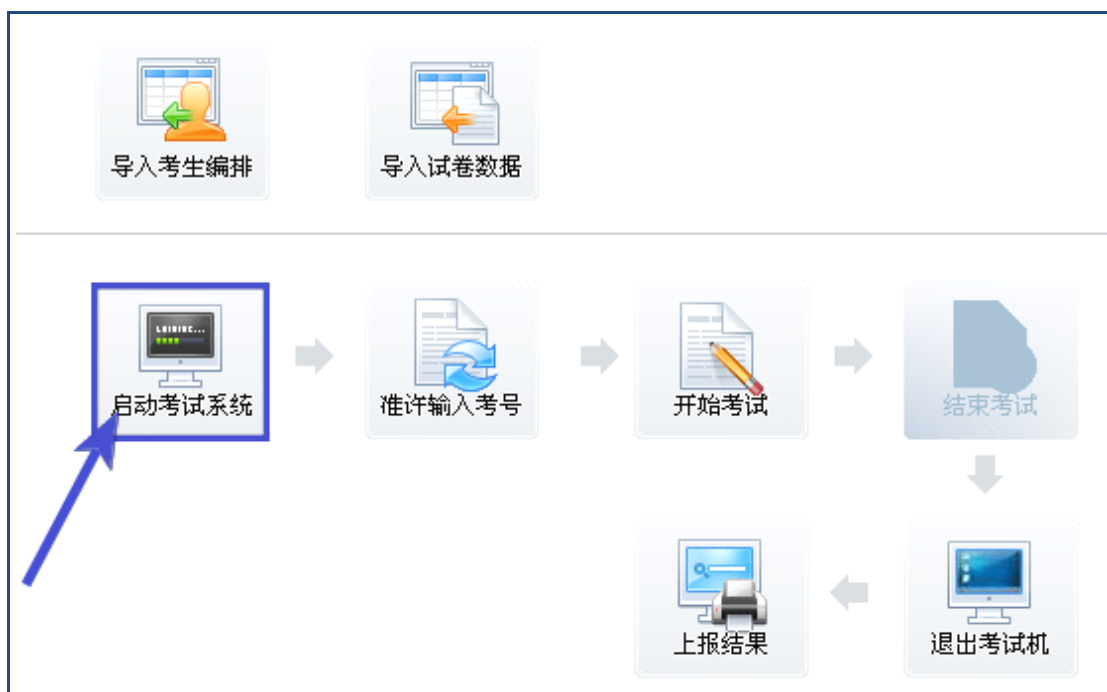 导入考生编排
导入试卷数据
启动考试系统
准许输入考号
开始考试
结束考试
上报结果
退出考试机